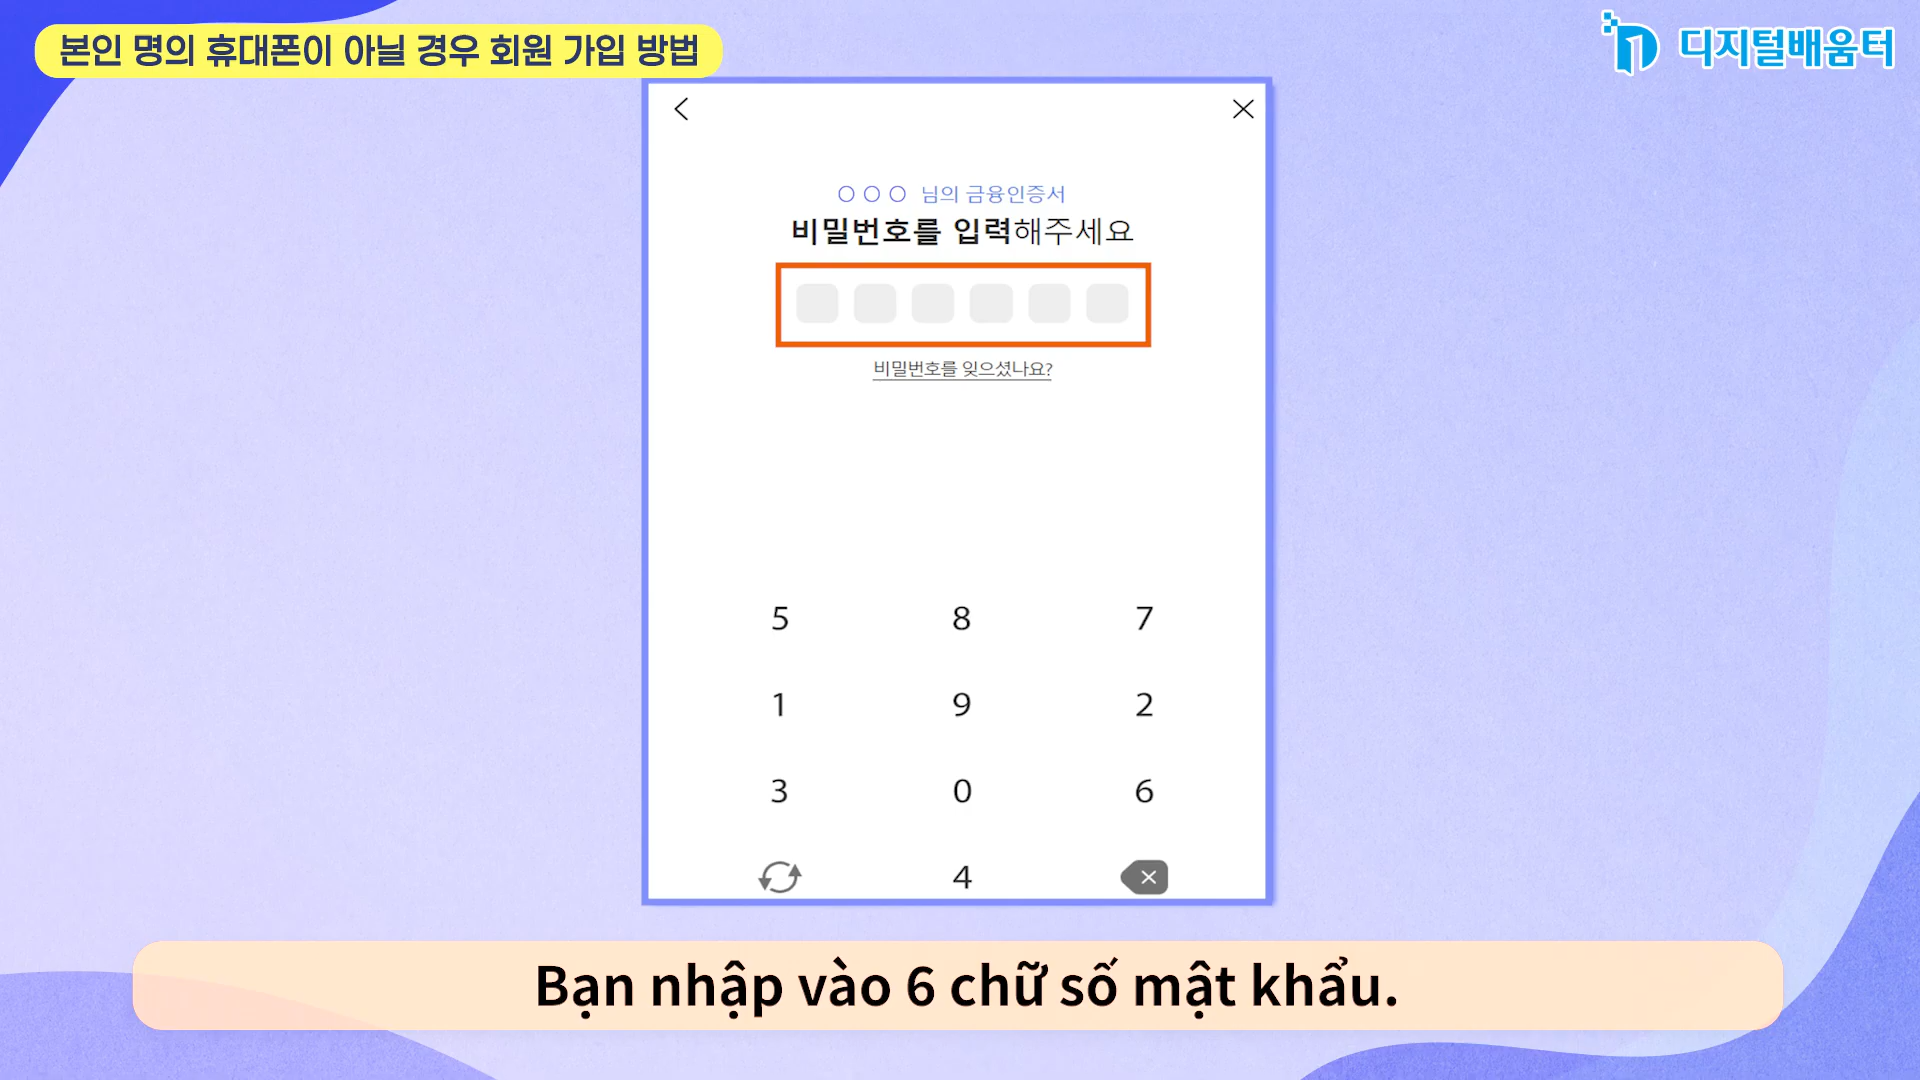 본인 명의 휴대폰이 아닐 경우 회원 가입 방법
디지털배움터
○ ○ ○ 님의 금융인증서
비밀번호를 입력해주세요
비밀번호를 잊으셨나요?
5 8 7
1 9 2
3 0 6
4
Bạn nhập vào 6 chữ số mật khẩu.